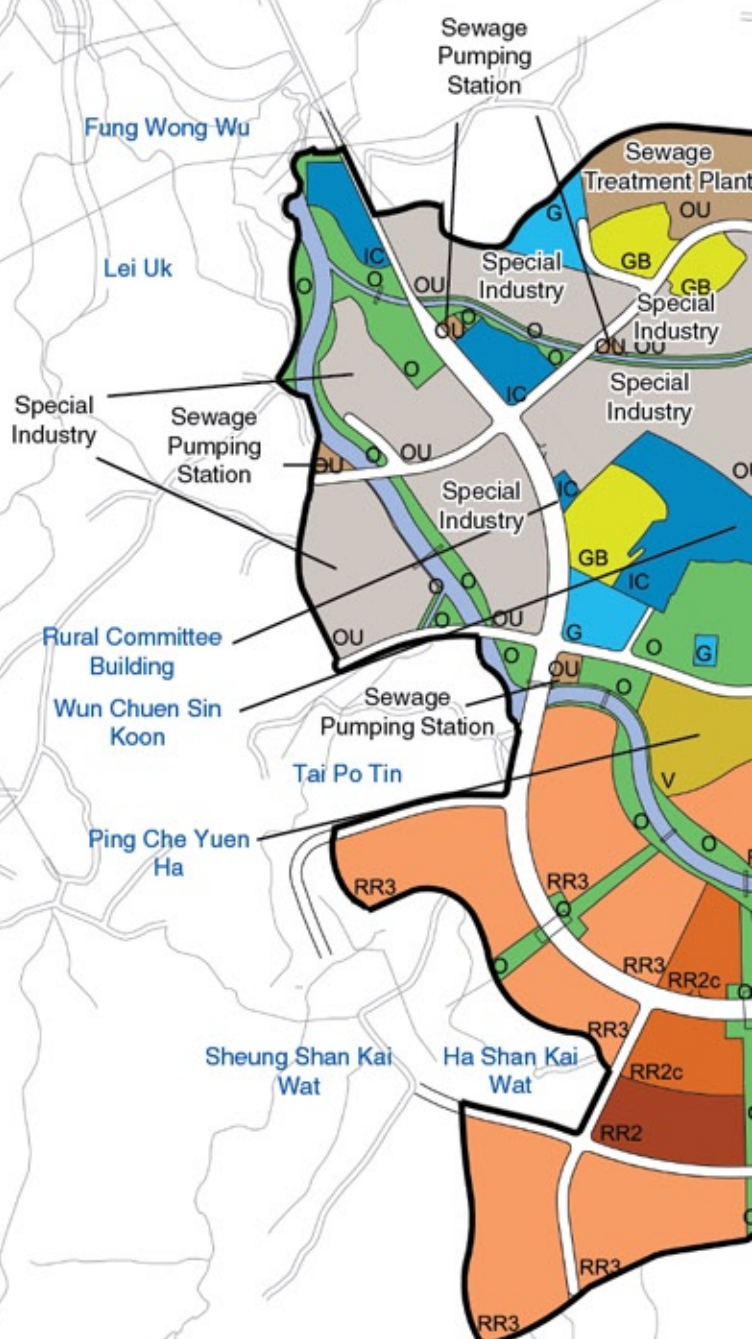 Sewage
Pumping
Station
Fung Wong Wu
Sewage
Treatment Plant
G
OU
IC
GB
Lei Uk
Special
Industry
O
O
OU
GB
Special
Industry
O
OU
O
OU OU
O
O
IC
Special
Industry
Special
Industry
Sewage
Pumping
Station
O
OU
OU
OU
Special
Industry
IC
GB
IC
O
O
O
OU
OU
G
O
G
Rural Committee
Building
O
OU
O
Wun Chuen Sin
Koon
Sewage
Pumping Station
Tai Po Tin
V
O
O
Ping Che Yuen
Ha
RR3
RR3
O
O
RR3
RR2c
O
RR3
Sheung Shan Kai
Wat
Ha Shan Kai
Wat
RR2c
RR2
RR3
RR3